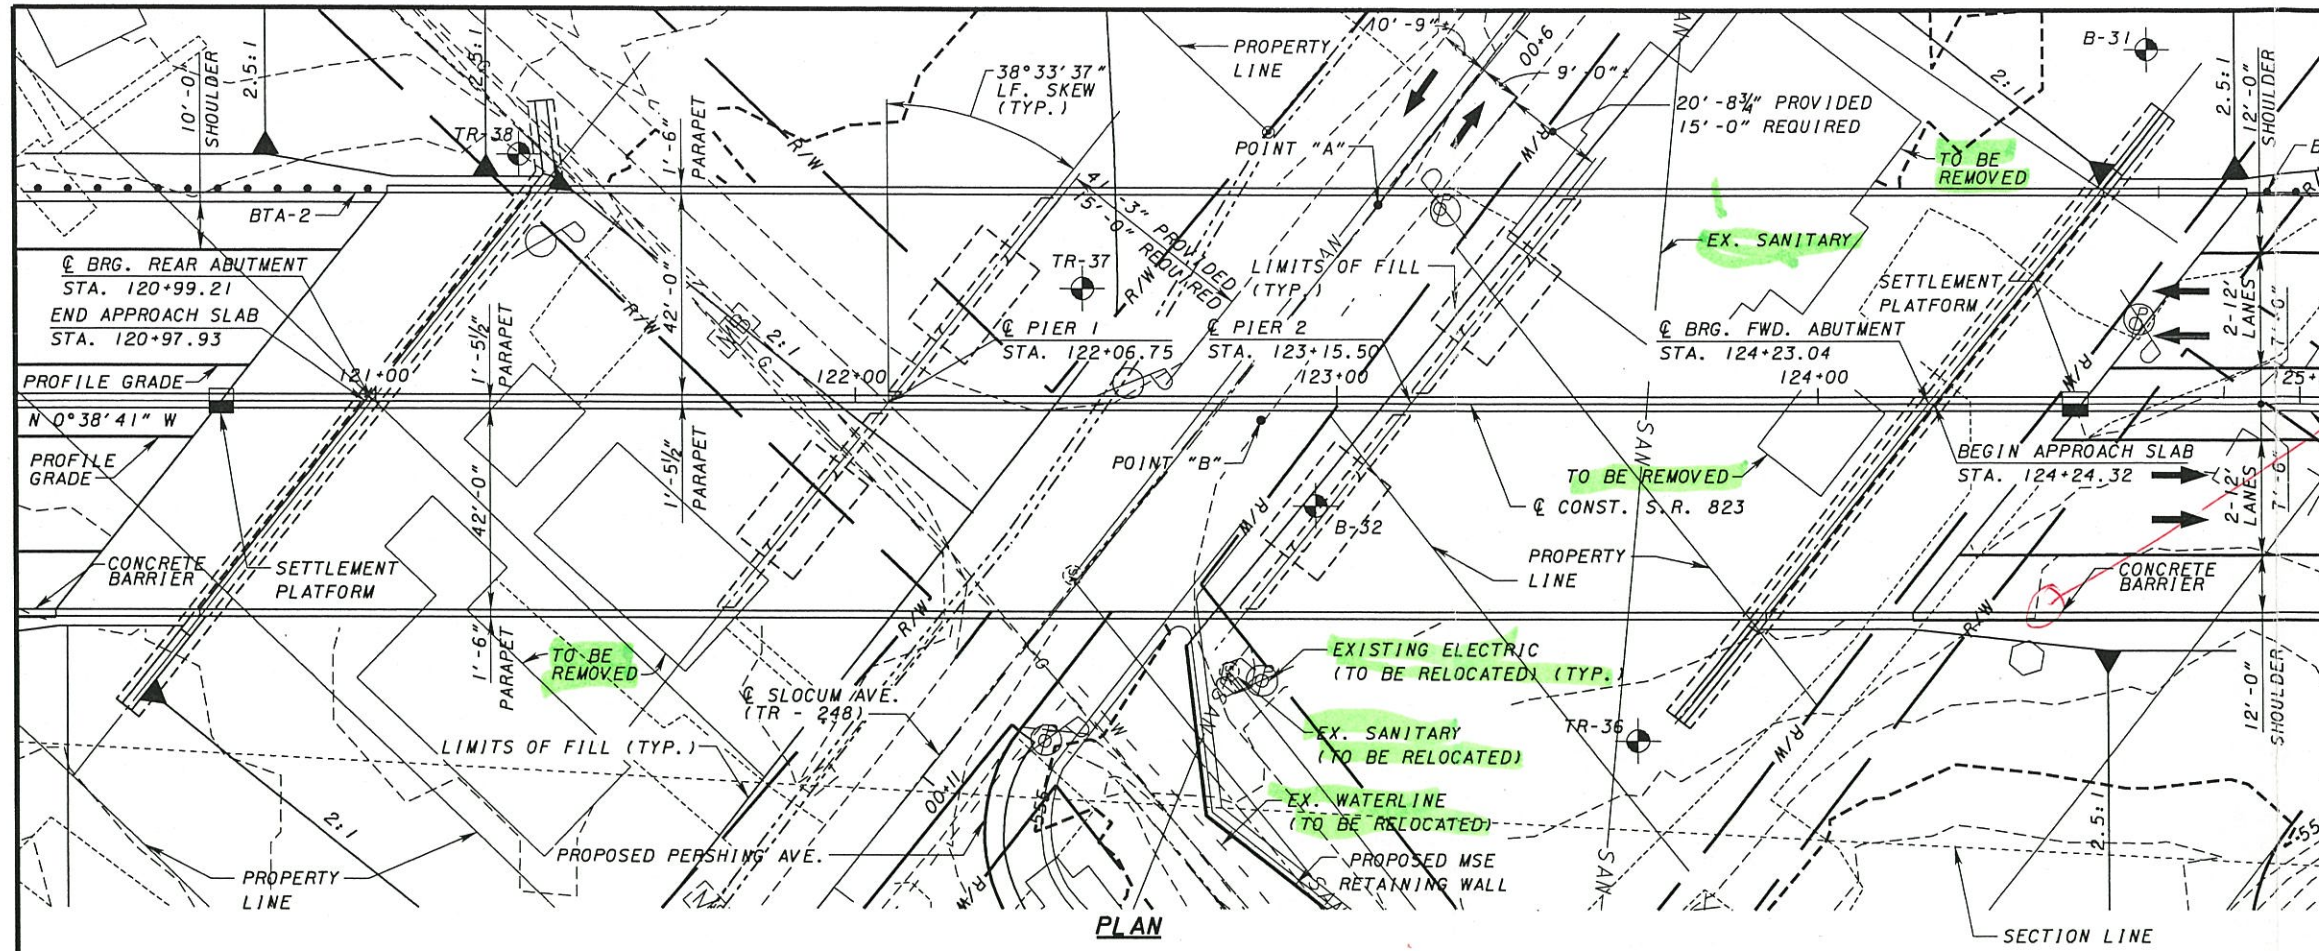 10'-0"
SHOULDER
2.5:1
2.5:1
TR-38
1'-6"
PARAPET
38°33'37"
LF. SKEW
(TYP.)
PROPERTY
LINE
10'-9"±
9'-0"±
9+00
20'-8¾" PROVIDED
15'-0" REQUIRED
POINT "A"
SAN
TO BE
REMOVED
2:1
B-31
2.5:1
12'-0"
SHOULDER
BTA-2
R/W
R/W
R/W
41'-3" PROVIDED
15'-0" REQUIRED
TR-37
EX. SANITARY
LIMITS OF FILL
(TYP.)
SETTLEMENT
PLATFORM
℄ BRG. REAR ABUTMENT
STA. 120+99.21
END APPROACH SLAB
STA. 120+97.93
1'-5½"
PARAPET
42'-0"
R/W
2:1
G
℄ PIER 1
STA. 122+06.75
℄ PIER 2
STA. 123+15.50
℄ BRG. FWD. ABUTMENT
STA. 124+23.04
2-12'
LANES
PROFILE GRADE
121+00
122+00
123+00
124+00
R/W
N 0°38'41" W
PROFILE
GRADE
42'-0"
1'-5½"
PARAPET
POINT "B"
SAN
TO BE REMOVED
BEGIN APPROACH SLAB
STA. 124+24.32
2-12'
LANES
7'-6"
℄ CONST. S.R. 823
R/W
B-32
CONCRETE
BARRIER
SETTLEMENT
PLATFORM
PROPERTY
LINE
CONCRETE
BARRIER
R/W
R/W
1'-6"
PARAPET
TO BE
REMOVED
EXISTING ELECTRIC
(TO BE RELOCATED) (TYP.)
℄ SLOCUM AVE.
(TR - 248)
LIMITS OF FILL (TYP.)
EX. SANITARY
(TO BE RELOCATED)
TR-36
R/W
12'-0"
SHOULDER
SAN
11+00
555
EX. WATERLINE
(TO BE RELOCATED)
2:1
2.5:1
PROPOSED PERSHING AVE.
PROPOSED MSE
RETAINING WALL
SAN
PROPERTY
LINE
R/W
PLAN
SECTION LINE